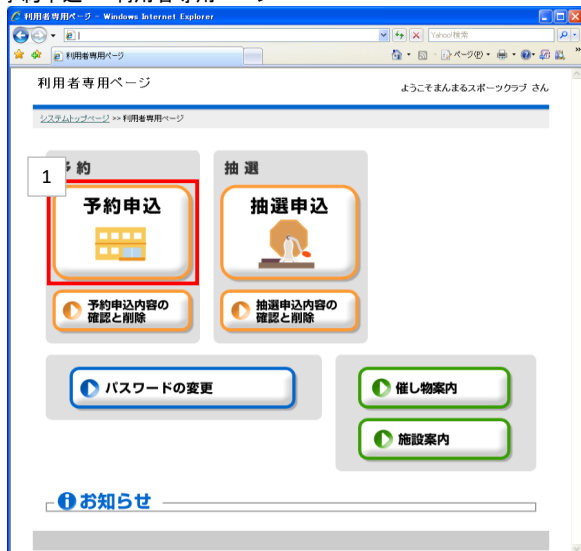 利用者専用ページ - Windows Internet Explorer
Yahoo!検索
利用者専用ページ
ページ(P)
利用者専用ページ
ようこそまんまるスポーツクラブ さん
システムトップページ >> 利用者専用ページ
予約
抽選
1
予約申込
抽選申込
予約申込内容の
確認と削除
抽選申込内容の
確認と削除
パスワードの変更
催し物案内
施設案内
お知らせ